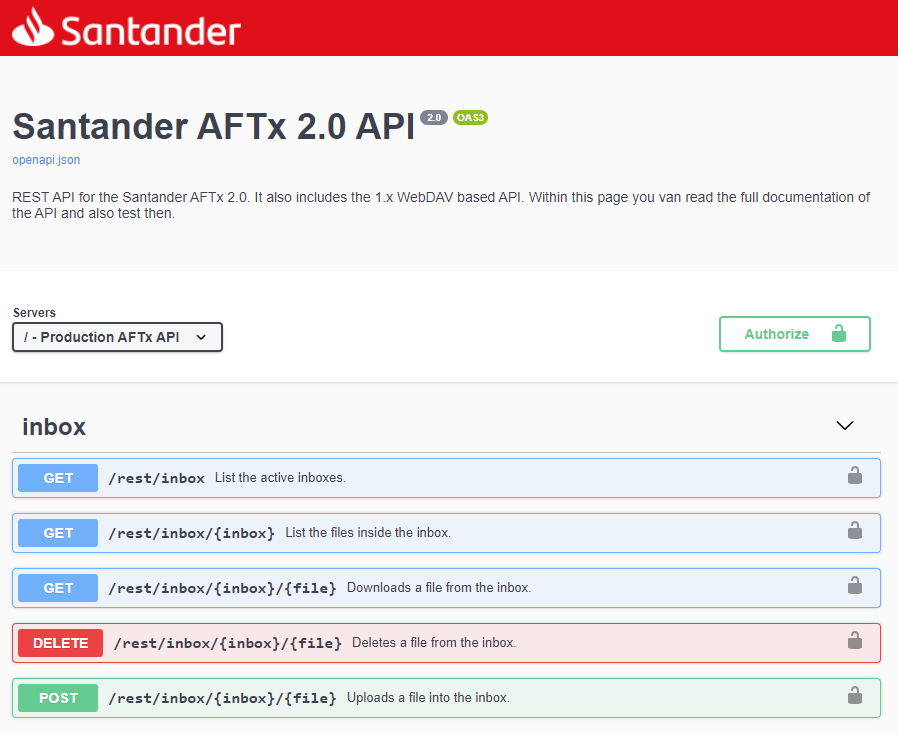 Santander
Santander AFTx 2.0 API 2.0 OAS3
openapi.json
REST API for the Santander AFTx 2.0. It also includes the 1.x WebDAV based API. Within this page you van read the full documentation of
the API and also test then.
Servers
/ - Production AFTx API
Authorize
inbox
GET /rest/inbox List the active inboxes.
GET /rest/inbox/{inbox} List the files inside the inbox.
GET /rest/inbox/{inbox}/{file} Downloads a file from the inbox.
DELETE /rest/inbox/{inbox}/{file} Deletes a file from the inbox.
POST /rest/inbox/{inbox}/{file} Uploads a file into the inbox.